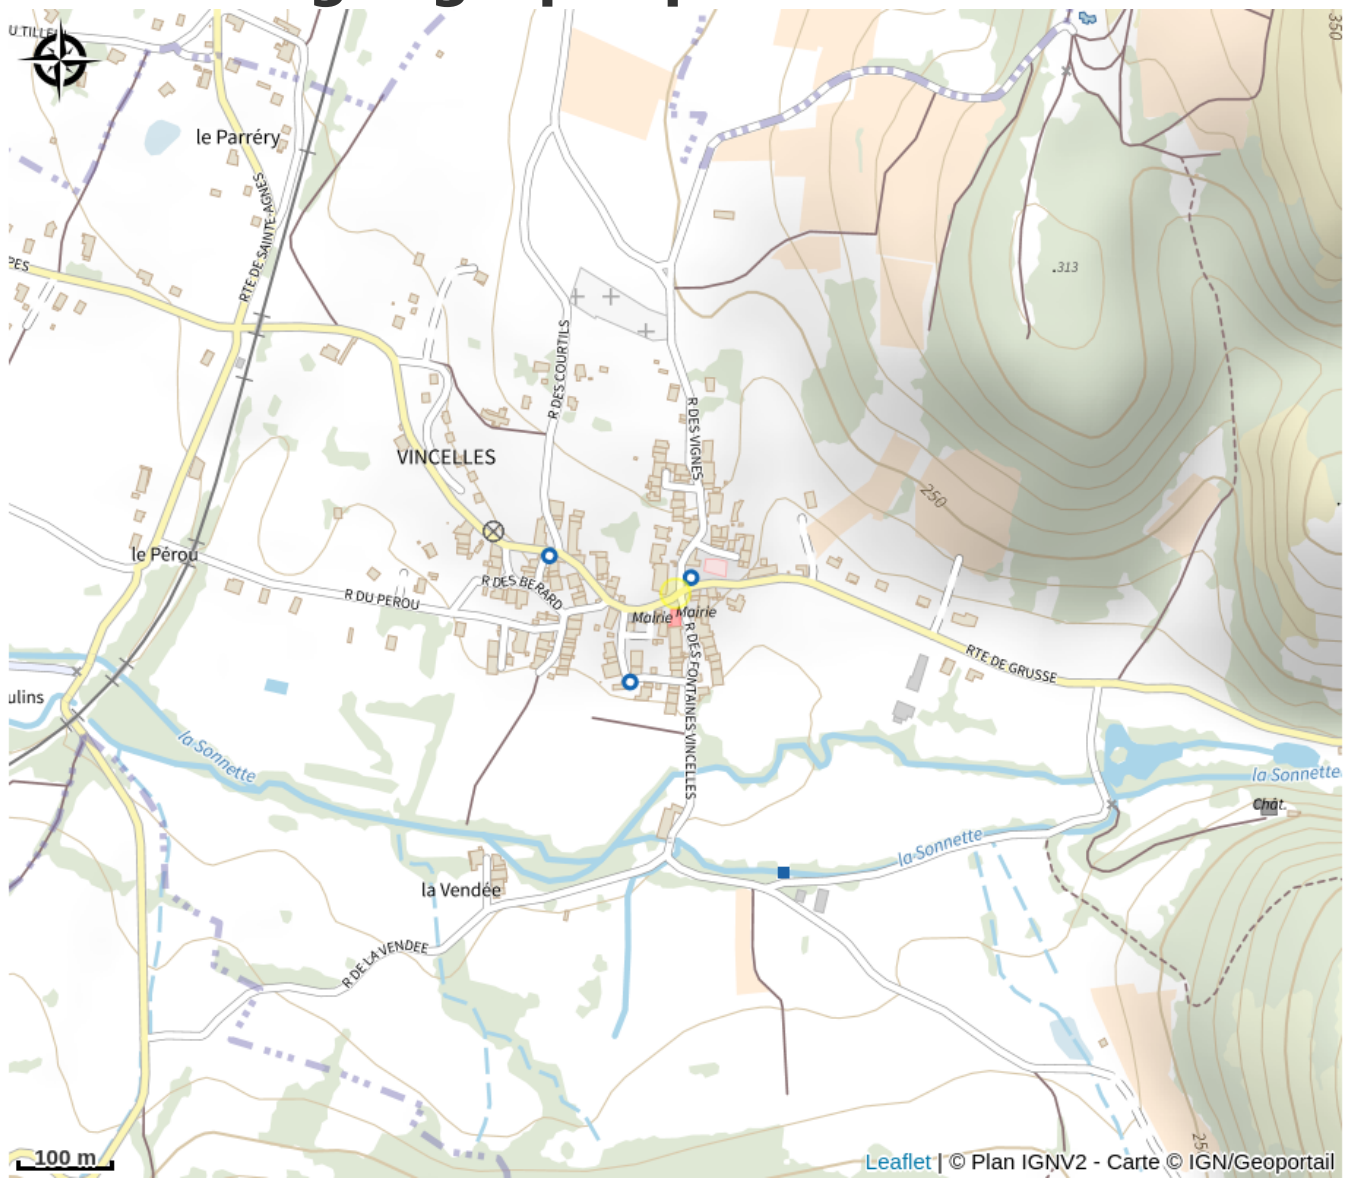 350
le Parréry
RTE DE SAINTE-AGNES
PES
.313
R DES COURTILS
R DES VIGNES
VINCELLES
250
le Pérou
R DES BERARD
R DU PEROU
Mairie
Mairie
R DES FONTAINES VINCELLES
RTE DE GRUSSE
ulins
la Sonnette
la Sonnette
Chât.
la Sonnette
la Vendée
R DE LA VENDEE
100 m
Leaflet | © Plan IGNV2 - Carte © IGN/Geoportail